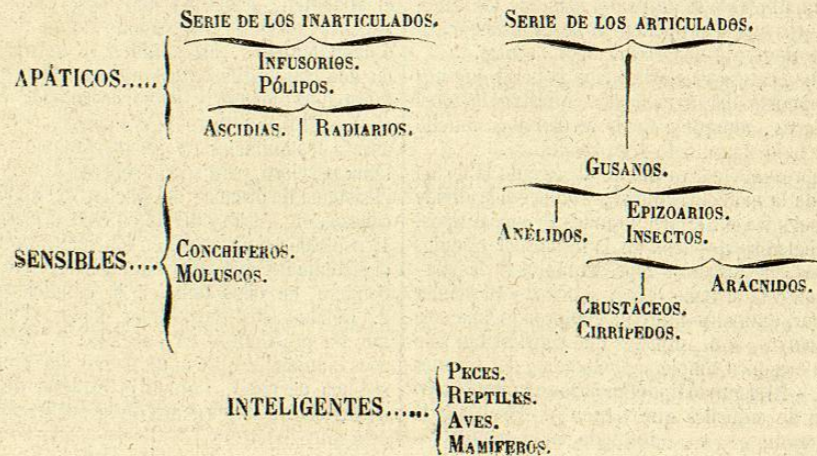 SERIE DE LOS INARTICULADOS. SERIE DE LOS ARTICULADOS.
APÁTICOS.....
INFUSORIOS.
PÓLIPOS.
ASCIDIAS. | RADIARIOS.
GUSANOS.
ANÉLIDOS.
EPIZOARIOS.
INSECTOS.
SENSIBLES....
CONCHÍFEROS.
MOLUSCOS.
ARÁCNIDOS.
CRUSTÁCEOS.
CIRRÍPEDOS.
INTELIGENTES......
PECES.
REPTILES.
AVES.
MAMÍFEROS.